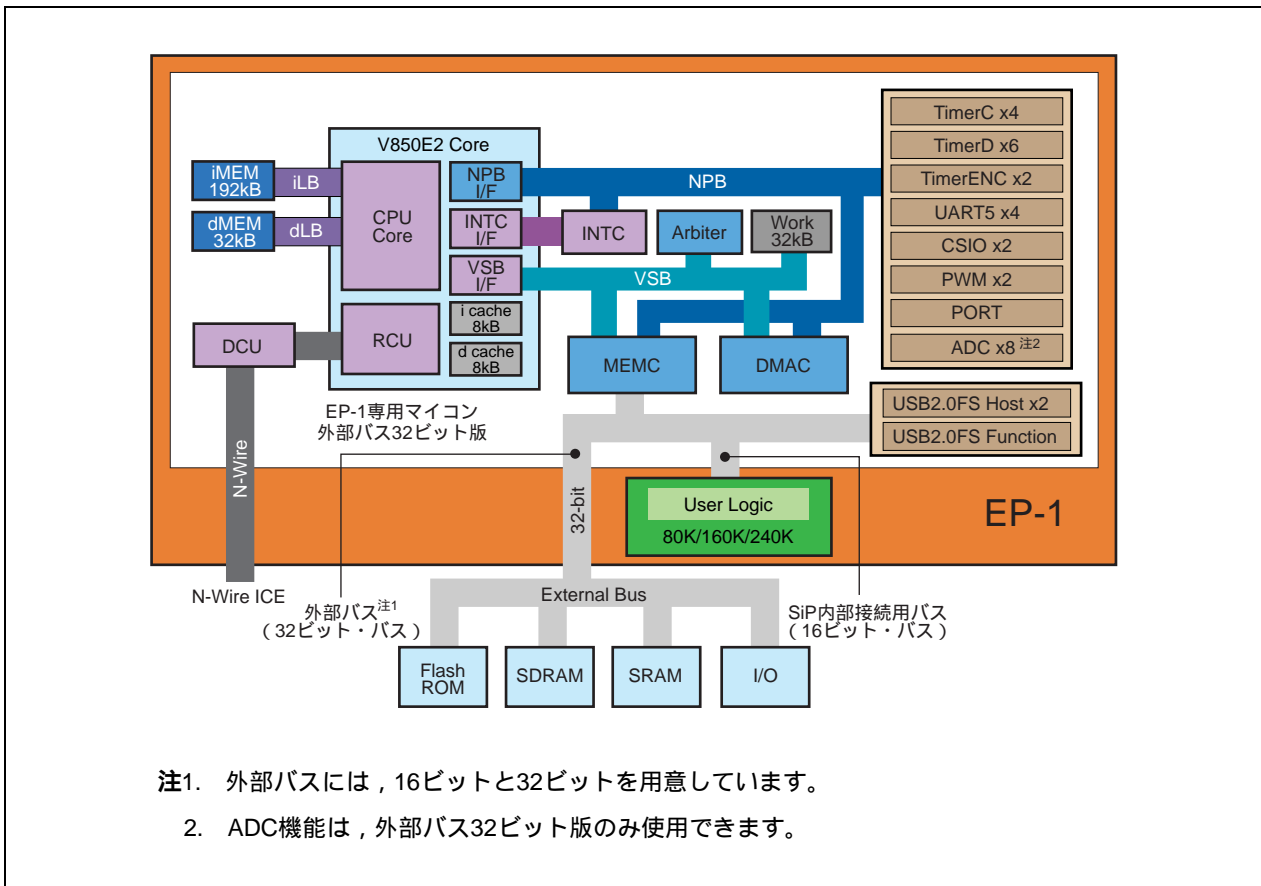 V850E2 Core
iMEM
192kB
iLB
dMEM
32kB
dLB
CPU
Core
NPB
I/F
INTC
I/F
VSB
I/F
i cache
8kB
d cache
8kB
RCU
DCU
NPB
INTC
Arbiter
Work
32kB
VSB
MEMC
DMAC
TimerC x4
TimerD x6
TimerENC x2
UART5 x4
CSIO x2
PWM x2
PORT
ADC x8 注2
USB2.0FS Host x2
USB2.0FS Function
EP-1専用マイコン
外部バス32ビット版
N-Wire
32-bit
User Logic
80K/160K/240K
EP-1
N-Wire ICE
外部バス注1
（32ビット・バス）
External Bus
SiP内部接続用バス
（16ビット・バス）
Flash
ROM
SDRAM
SRAM
I/O
注1. 外部バスには，16ビットと32ビットを用意しています。
2. ADC機能は，外部バス32ビット版のみ使用できます。